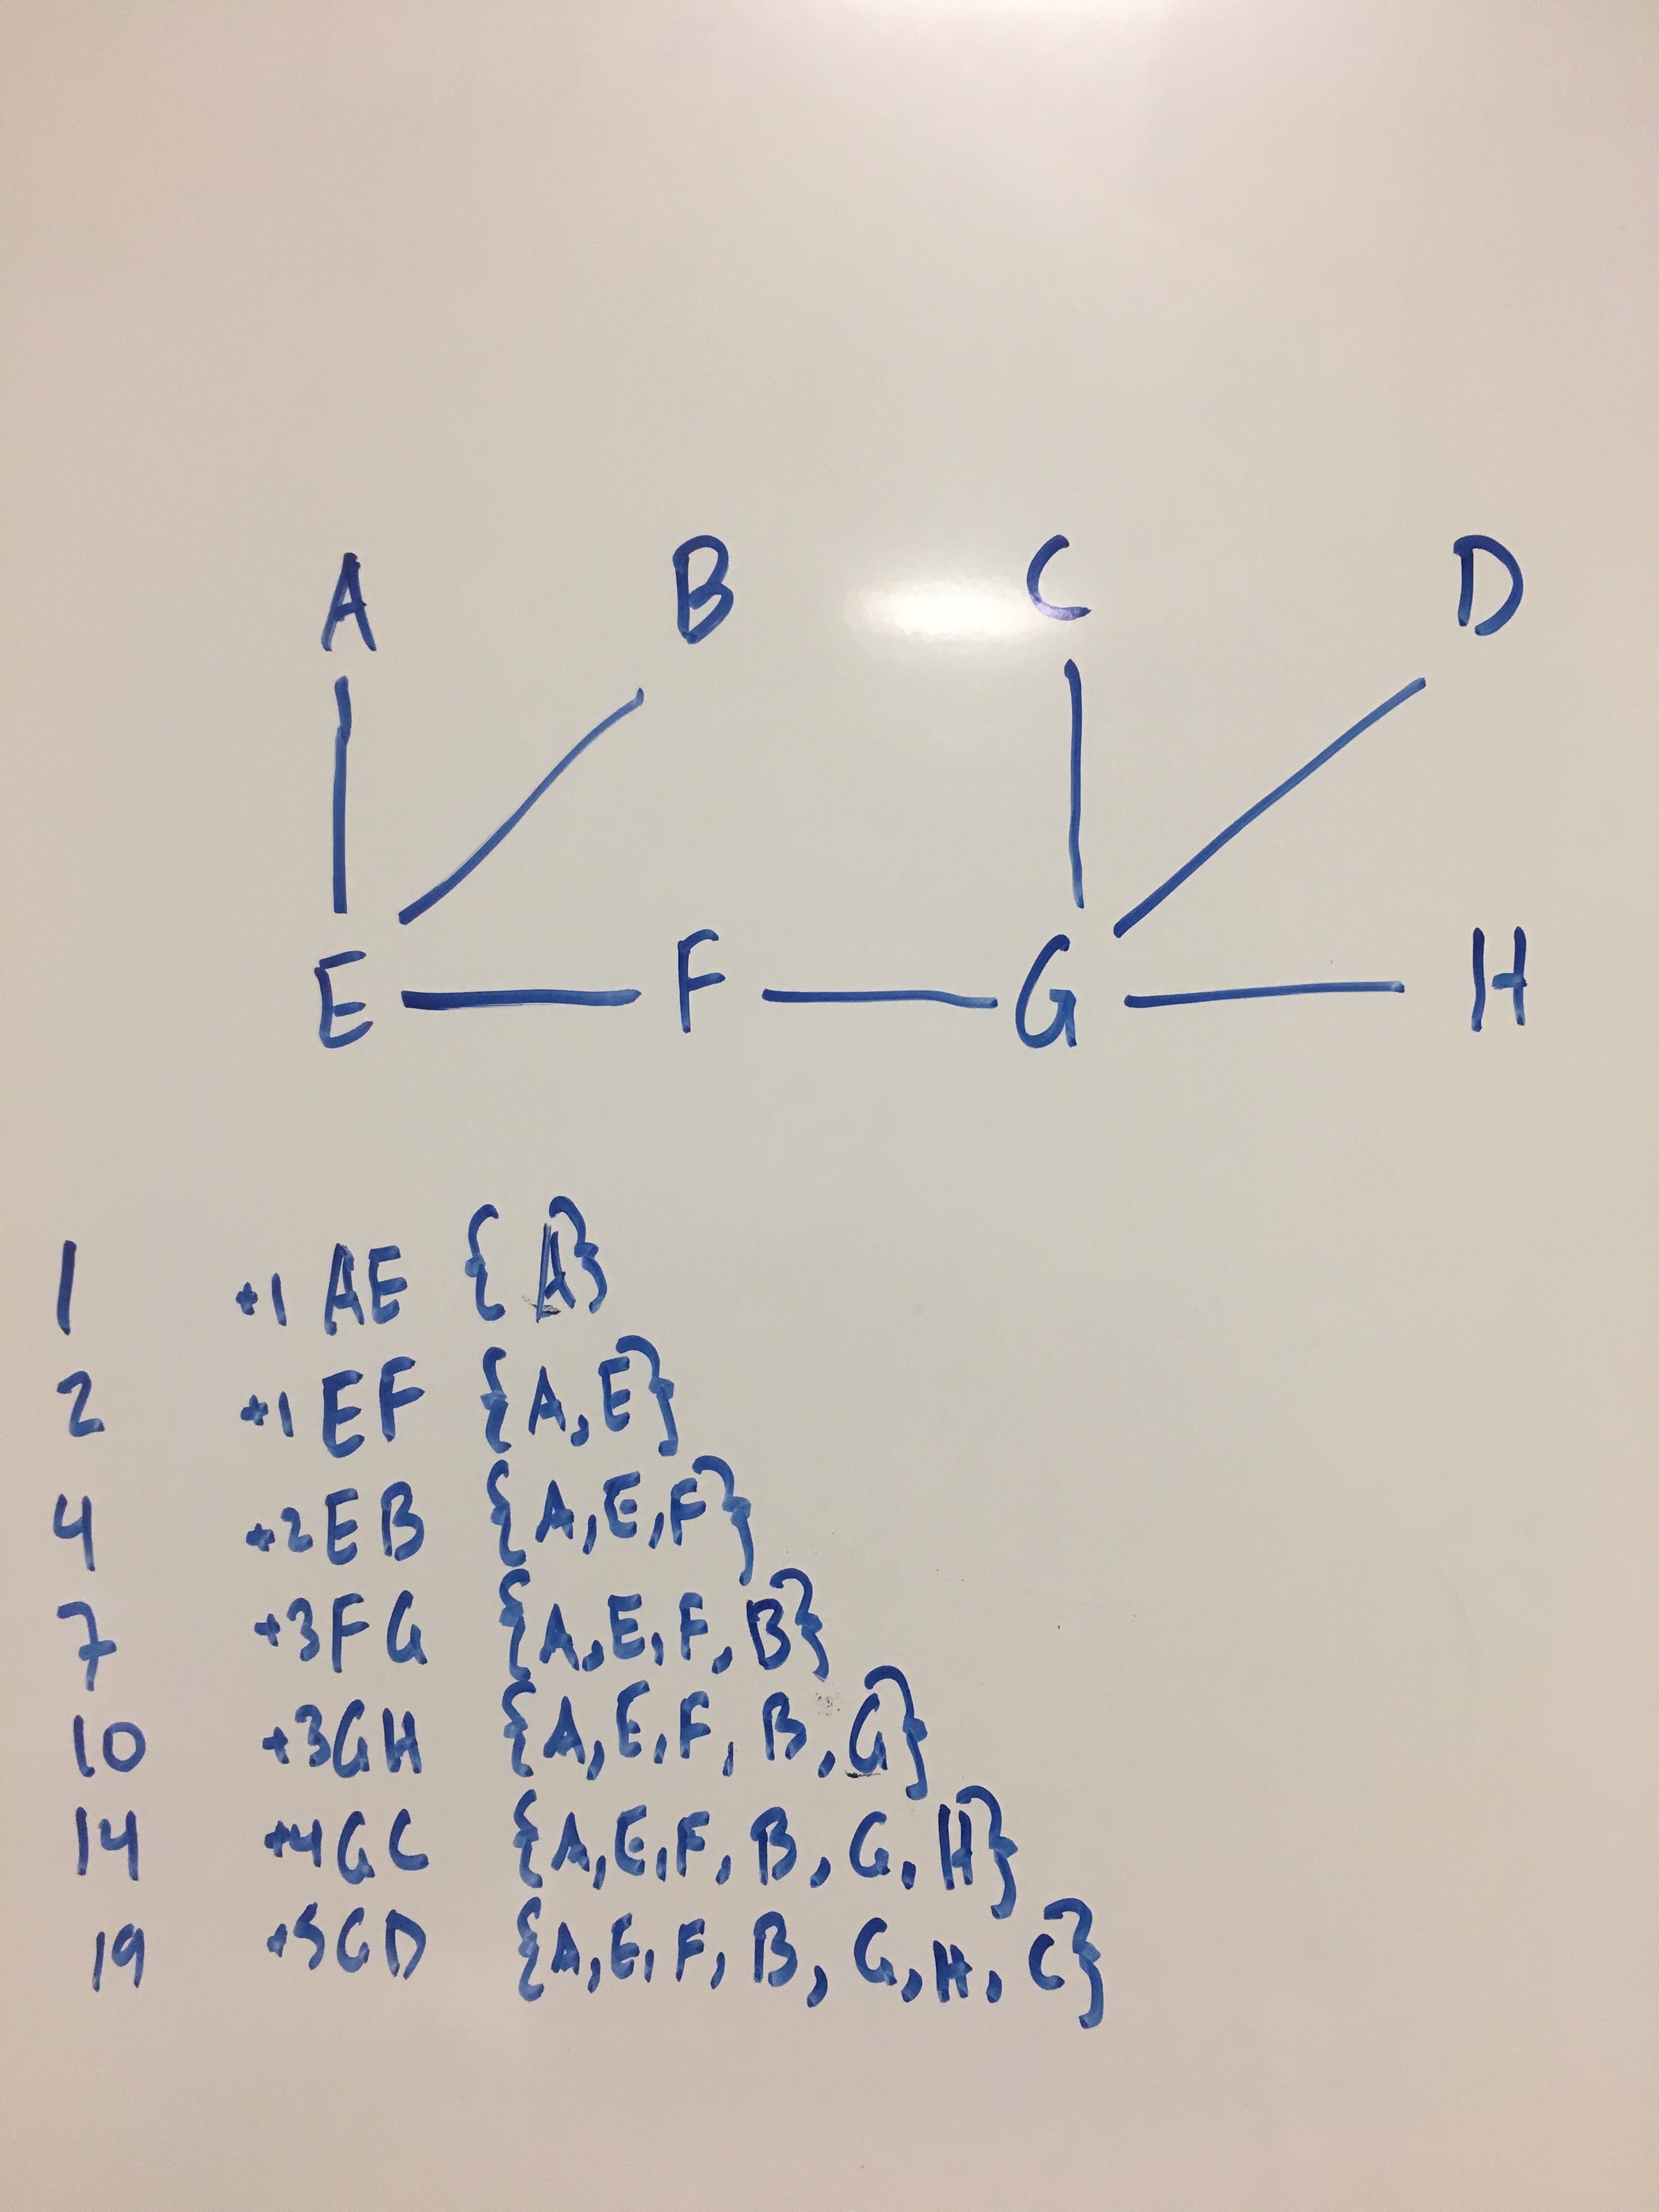 A B C D
E F G H
1 +1 AE {A}
2 +1 EF {A,E}
4 +2 EB {A,E,F}
7 +3 FG {A,E,F,B}
10 +3 GH {A,E,F,B,G}
14 +4 GC {A,E,F,B,G,H}
19 +5 GD {A,E,F,B,G,H,C}